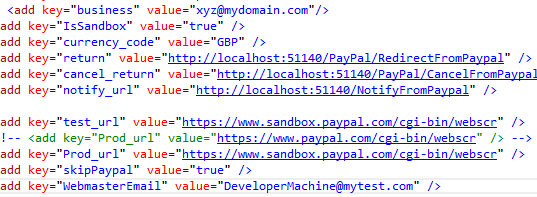 <add key="business" value="xyz@mydomain.com"/>
add key="IsSandbox" value="true" />
add key="currency_code" value="GBP" />
add key="return" value="http://localhost:51140/PayPal/RedirectFromPaypal" />
add key="cancel_return" value="http://localhost:51140/PayPal/CancelFromPaypal
add key="notify_url" value="http://localhost:51140/NotifyFromPaypal" />
add key="test_url" value="https://www.sandbox.paypal.com/cgi-bin/webscr" />
!-- <add key="Prod_url" value="https://www.paypal.com/cgi-bin/webscr" /> -->
add key="Prod_url" value="https://www.sandbox.paypal.com/cgi-bin/webscr" />
add key="skipPaypal" value="true" />
add key="WebmasterEmail" value="DeveloperMachine@mytest.com" />